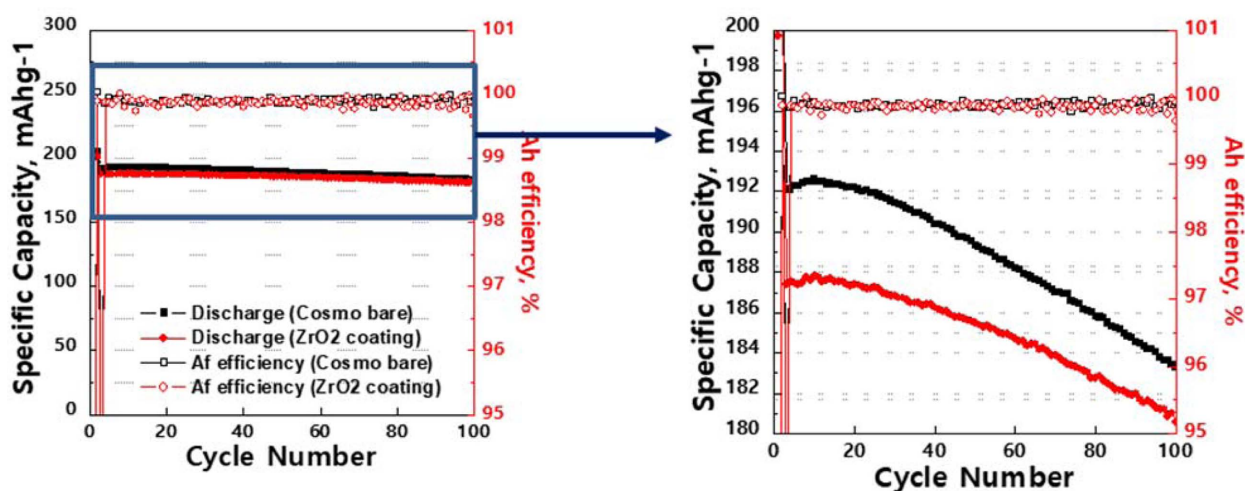 300
250
200
150
100
50
0
Specific Capacity, mAhg-1
Discharge (Cosmo bare)
Discharge (ZrO2 coating)
Af efficiency (Cosmo bare)
Af efficiency (ZrO2 coating)
0 20 40 60 80 100
Cycle Number
101
100
99
98
97
96
95
Ah efficiency, %
200
198
196
194
192
190
188
186
184
182
180
Specific Capacity, mAhg-1
0 20 40 60 80 100
Cycle Number
101
100
99
98
97
96
95
Ah efficiency, %